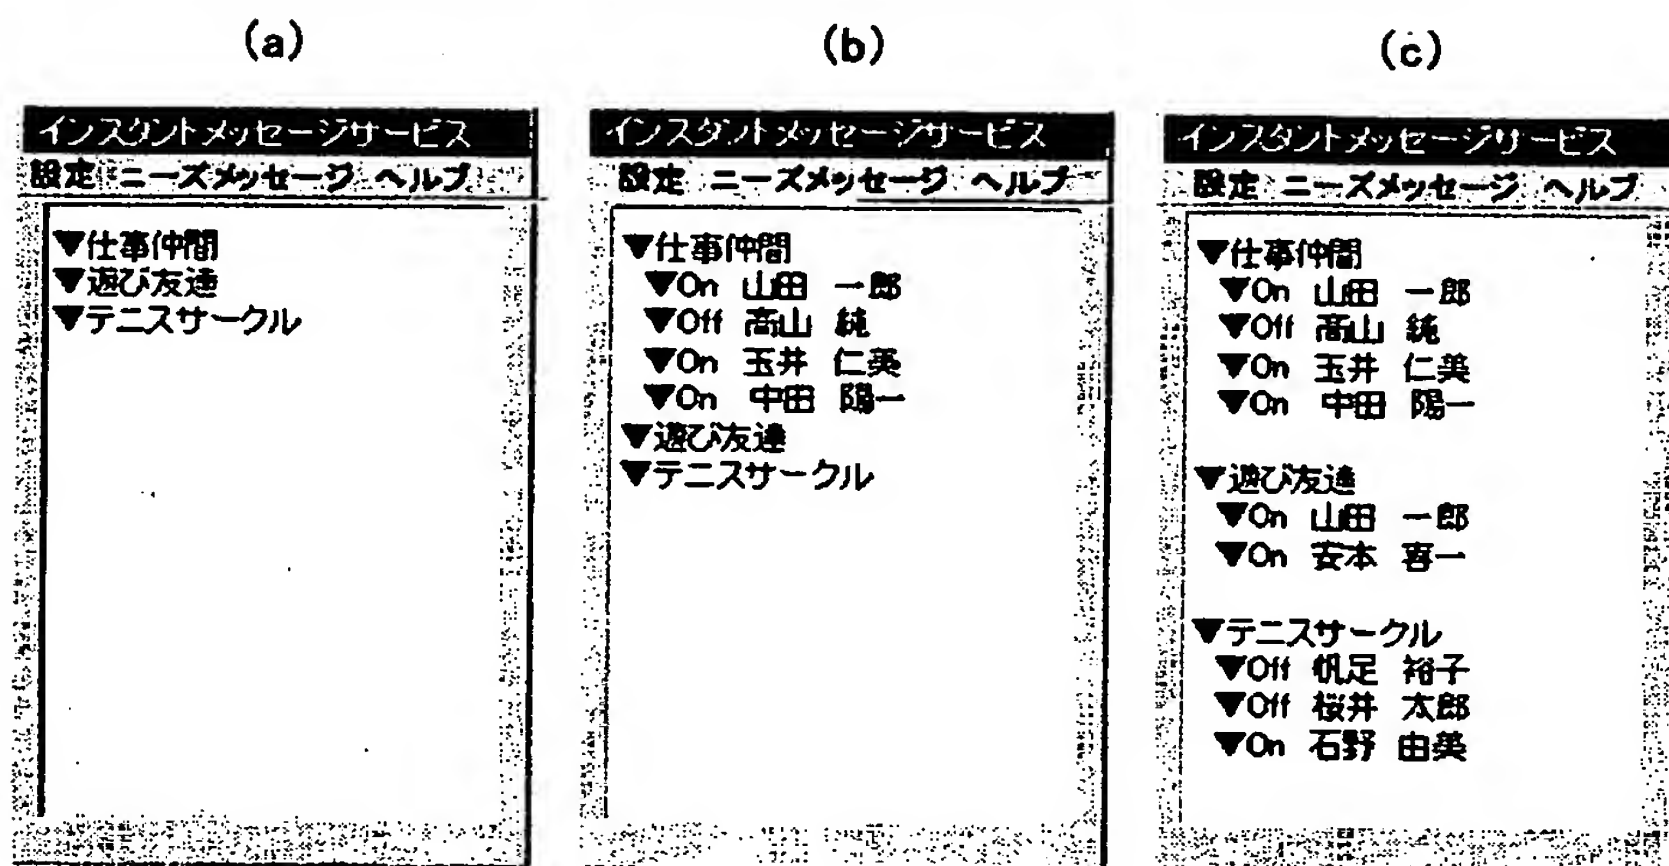 (a)
インスタントメッセージサービス
設定 ニーズメッセージ ヘルプ
▼仕事仲間
▼遊び友達
▼テニスサークル
(b)
インスタントメッセージサービス
設定 ニーズメッセージ ヘルプ
▼仕事仲間
▼On 山田 一郎
▼Off 高山 純
▼On 玉井 仁美
▼On 中田 陽一
▼遊び友達
▼テニスサークル
(c)
インスタントメッセージサービス
設定 ニーズメッセージ ヘルプ
▼仕事仲間
▼On 山田 一郎
▼Off 高山 純
▼On 玉井 仁美
▼On 中田 陽一
▼遊び友達
▼On 山田 一郎
▼On 安本 喜一
▼テニスサークル
▼Off 帆足 裕子
▼Off 桜井 太郎
▼On 石野 由美